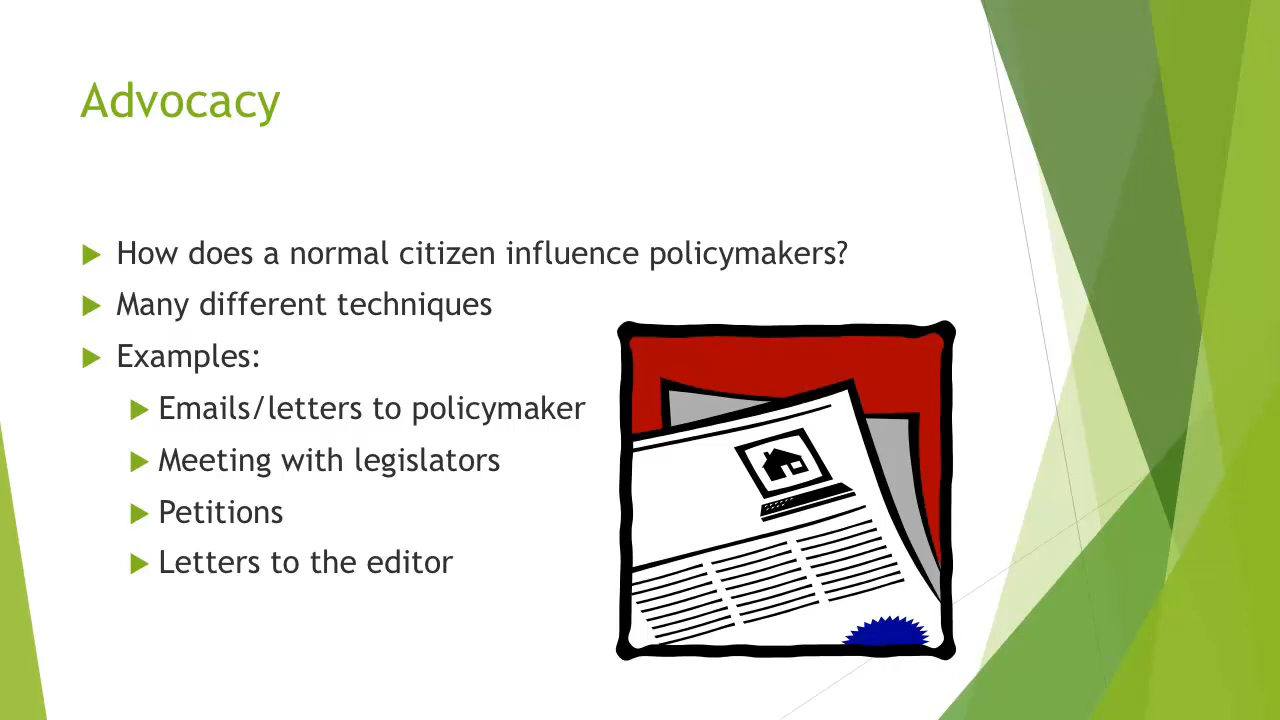 Advocacy
How does a normal citizen influence policymakers?
Many different techniques
Examples:
Emails/letters to policymaker
Meeting with legislators
Petitions
Letters to the editor